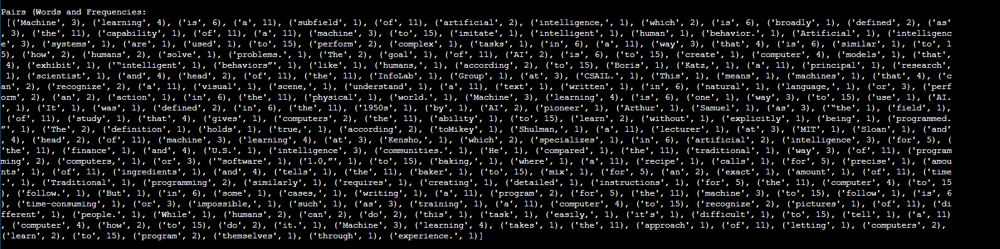 Pairs (Words and Frequencies:
[('Machine', 3), ('learning', 4), ('is', 6), ('a', 11), ('subfield', 1), ('of', 11), ('artificial', 2), ('intelligence,', 1), ('which', 2), ('is', 6), ('broadly', 1), ('defined', 2), ('as'
, 3), ('the', 11), ('capability', 1), ('of', 11), ('a', 11), ('machine', 3), ('to', 15), ('imitate', 1), ('intelligent', 1), ('human', 1), ('behavior.', 1), ('Artificial', 1), ('intelligenc
e', 3), ('systems', 1), ('are', 1), ('used', 1), ('to', 15), ('perform', 2), ('complex', 1), ('tasks', 1), ('in', 6), ('a', 11), ('way', 3), ('that', 4), ('is', 6), ('similar', 1), ('to', 1
5), ('how', 2), ('humans', 2), ('solve', 1), ('problems.', 1), ('The', 2), ('goal', 1), ('of', 11), ('AI', 2), ('is', 6), ('to', 15), ('create', 1), ('computer', 4), ('models', 1), ('that',
4), ('exhibit', 1), ('“intelligent', 1), ('behaviors”', 1), ('like', 1), ('humans,', 1), ('according', 2), ('to', 15), ('Boris', 1), ('Katz,', 1), ('a', 11), ('principal', 1), ('research',
1), ('scientist', 1), ('and', 4), ('head', 2), ('of', 11), ('the', 11), ('InfoLab', 1), ('Group', 1), ('at', 3), ('CSAIL.', 1), ('This', 1), ('means', 1), ('machines', 1), ('that', 4), ('c
an', 2), ('recognize', 2), ('a', 11), ('visual', 1), ('scene,', 1), ('understand', 1), ('a', 11), ('text', 1), ('written', 1), ('in', 6), ('natural', 1), ('language,', 1), ('or', 3), ('perf
orm', 2), ('an', 2), ('action', 1), ('in', 6), ('the', 11), ('physical', 1), ('world.', 1), ('Machine', 3), ('learning', 4), ('is', 6), ('one', 1), ('way', 3), ('to', 15), ('use', 1), ('AI.
', 1), ('It', 1), ('was', 1), ('defined', 2), ('in', 6), ('the', 11), ('1950s', 1), ('by', 1), ('AI', 2), ('pioneer', 1), ('Arthur', 1), ('Samuel', 1), ('as', 3), ('“the', 1), ('field', 1),
('of', 11), ('study', 1), ('that', 4), ('gives', 1), ('computers', 2), ('the', 11), ('ability', 1), ('to', 15), ('learn', 2), ('without', 1), ('explicitly', 1), ('being', 1), ('programmed.
”', 1), ('The', 2), ('definition', 1), ('holds', 1), ('true,', 1), ('according', 2), ('toMikey', 1), ('Shulman,', 1), ('a', 11), ('lecturer', 1), ('at', 3), ('MIT', 1), ('Sloan', 1), ('and'
, 4), ('head', 2), ('of', 11), ('machine', 3), ('learning', 4), ('at', 3), ('Kensho,', 1), ('which', 2), ('specializes', 1), ('in', 6), ('artificial', 2), ('intelligence', 3), ('for', 5), (
'the', 11), ('finance', 1), ('and', 4), ('U.S.', 1), ('intelligence', 3), ('communities.', 1), ('He', 1), ('compared', 1), ('the', 11), ('traditional', 1), ('way', 3), ('of', 11), ('program
ming', 2), ('computers,', 1), ('or', 3), ('“software', 1), ('1.0,”', 1), ('to', 15), ('baking,', 1), ('where', 1), ('a', 11), ('recipe', 1), ('calls', 1), ('for', 5), ('precise', 1), ('amou
nts', 1), ('of', 11), ('ingredients', 1), ('and', 4), ('tells', 1), ('the', 11), ('baker', 1), ('to', 15), ('mix', 1), ('for', 5), ('an', 2), ('exact', 1), ('amount', 1), ('of', 11), ('time
.', 1), ('Traditional', 1), ('programming', 2), ('similarly', 1), ('requires', 1), ('creating', 1), ('detailed', 1), ('instructions', 1), ('for', 5), ('the', 11), ('computer', 4), ('to', 15
), ('follow.', 1), ('But', 1), ('in', 6), ('some', 1), ('cases,', 1), ('writing', 1), ('a', 11), ('program', 2), ('for', 5), ('the', 11), ('machine', 3), ('to', 15), ('follow', 1), ('is', 6
), ('time-consuming', 1), ('or', 3), ('impossible,', 1), ('such', 1), ('as', 3), ('training', 1), ('a', 11), ('computer', 4), ('to', 15), ('recognize', 2), ('pictures', 1), ('of', 11), ('di
fferent', 1), ('people.', 1), ('While', 1), ('humans', 2), ('can', 2), ('do', 2), ('this', 1), ('task', 1), ('easily,', 1), ('it’s', 1), ('difficult', 1), ('to', 15), ('tell', 1), ('a', 11)
, ('computer', 4), ('how', 2), ('to', 15), ('do', 2), ('it.', 1), ('Machine', 3), ('learning', 4), ('takes', 1), ('the', 11), ('approach', 1), ('of', 11), ('letting', 1), ('computers', 2),
('learn', 2), ('to', 15), ('program', 2), ('themselves', 1), ('through', 1), ('experience.', 1)]